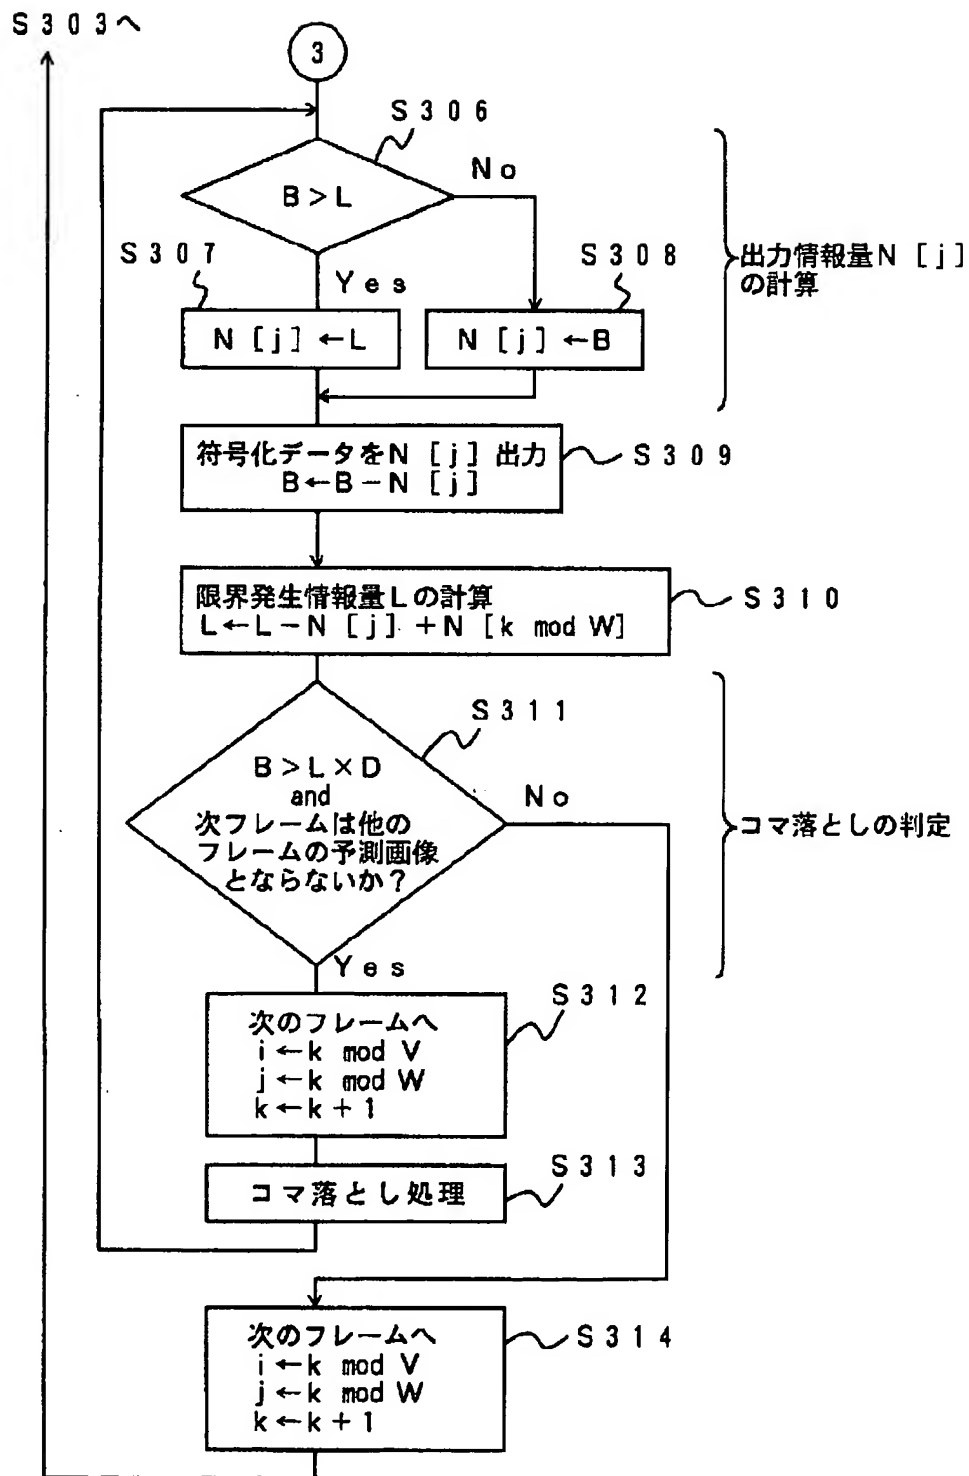 S303へ
3
S306
B>L
No
S307
Yes
S308
N [j] ←L
N [j] ←B
出力情報量N [j]
の計算
符号化データをN [j] 出力
B←B−N [j]
S309
限界発生情報量Lの計算
L←L−N [j] +N [k mod W]
S310
S311
B>L×D
and
次フレームは他の
フレームの予測画像
とならないか?
No
コマ落としの判定
Yes
S312
次のフレームへ
i←k mod V
j←k mod W
k←k+1
S313
コマ落とし処理
次のフレームへ
i←k mod V
j←k mod W
k←k+1
S314